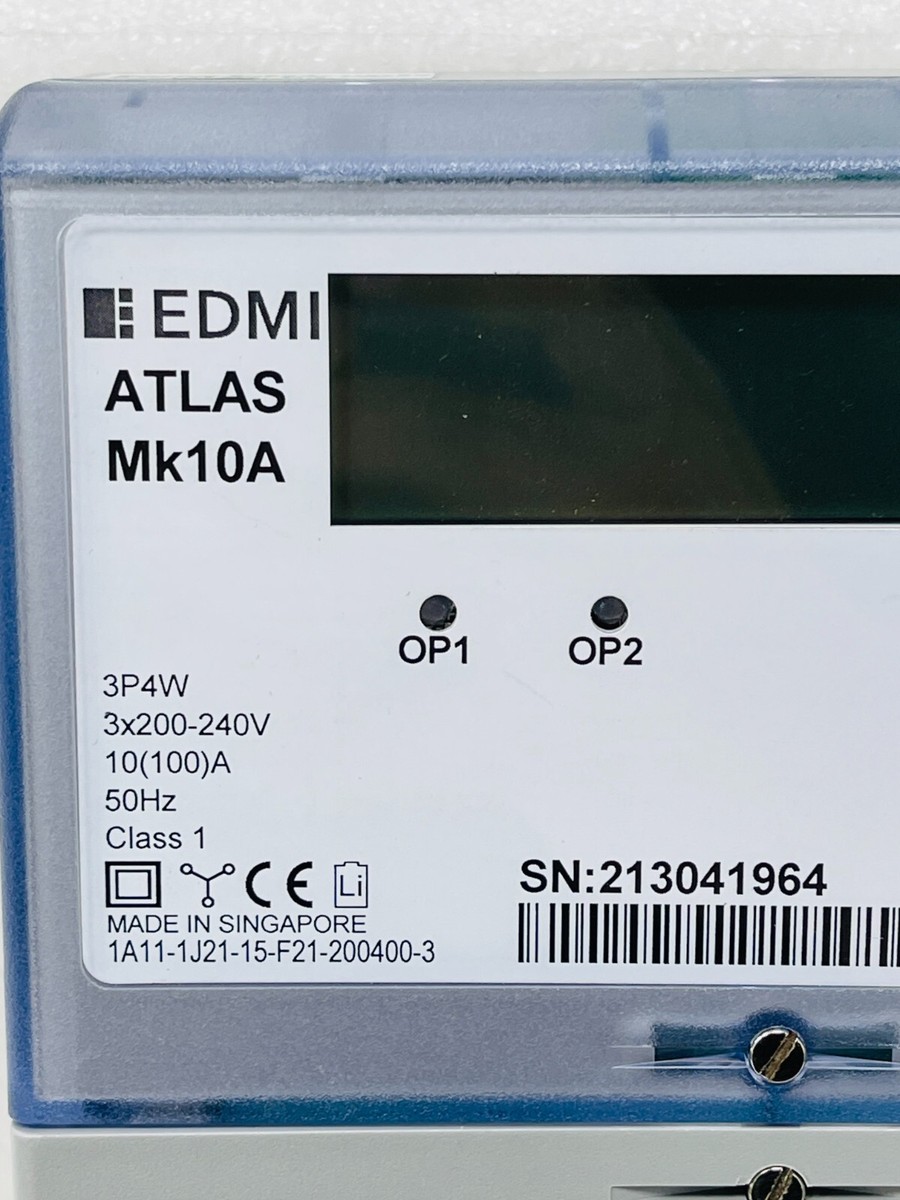 EDMI
ATLAS
Mk10A
OP1 OP2
3P4W
3x200-240V
10(100)A
50Hz
Class 1
CE Li
SN:213041964
MADE IN SINGAPORE
1A11-1J21-15-F21-200400-3